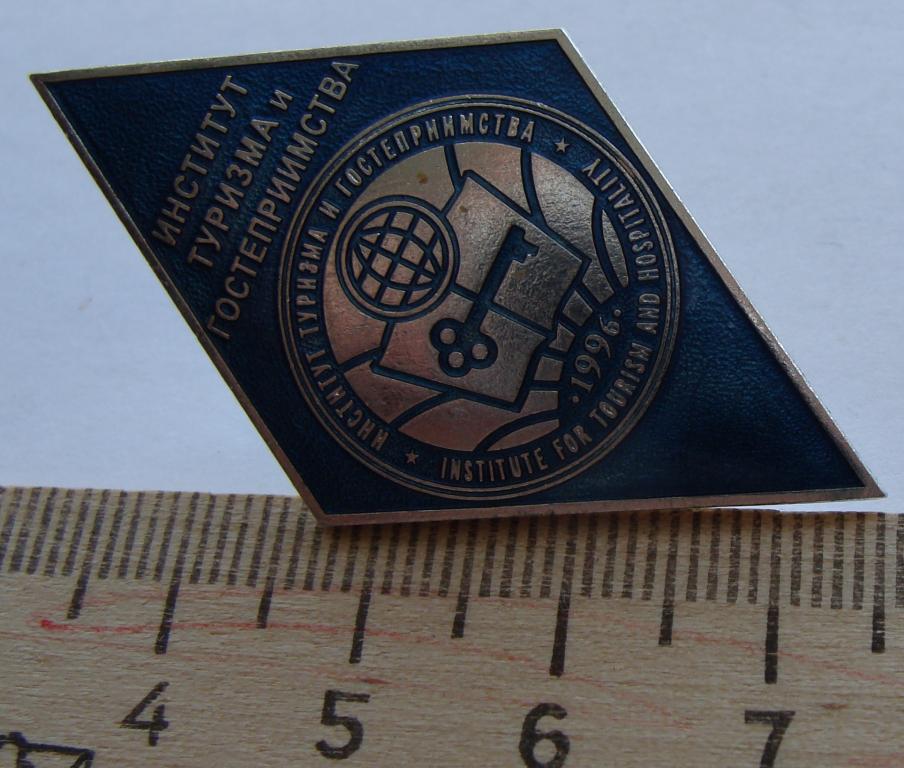 ИНСТИТУТ
ТУРИЗМА И
ГОСТЕПРИИМСТВА
ИНСТИТУТ ТУРИЗМА И ГОСТЕПРИИМСТВА
INSTITUTE FOR TOURISM AND HOSPITALITY
·1996·
4 5 6 7